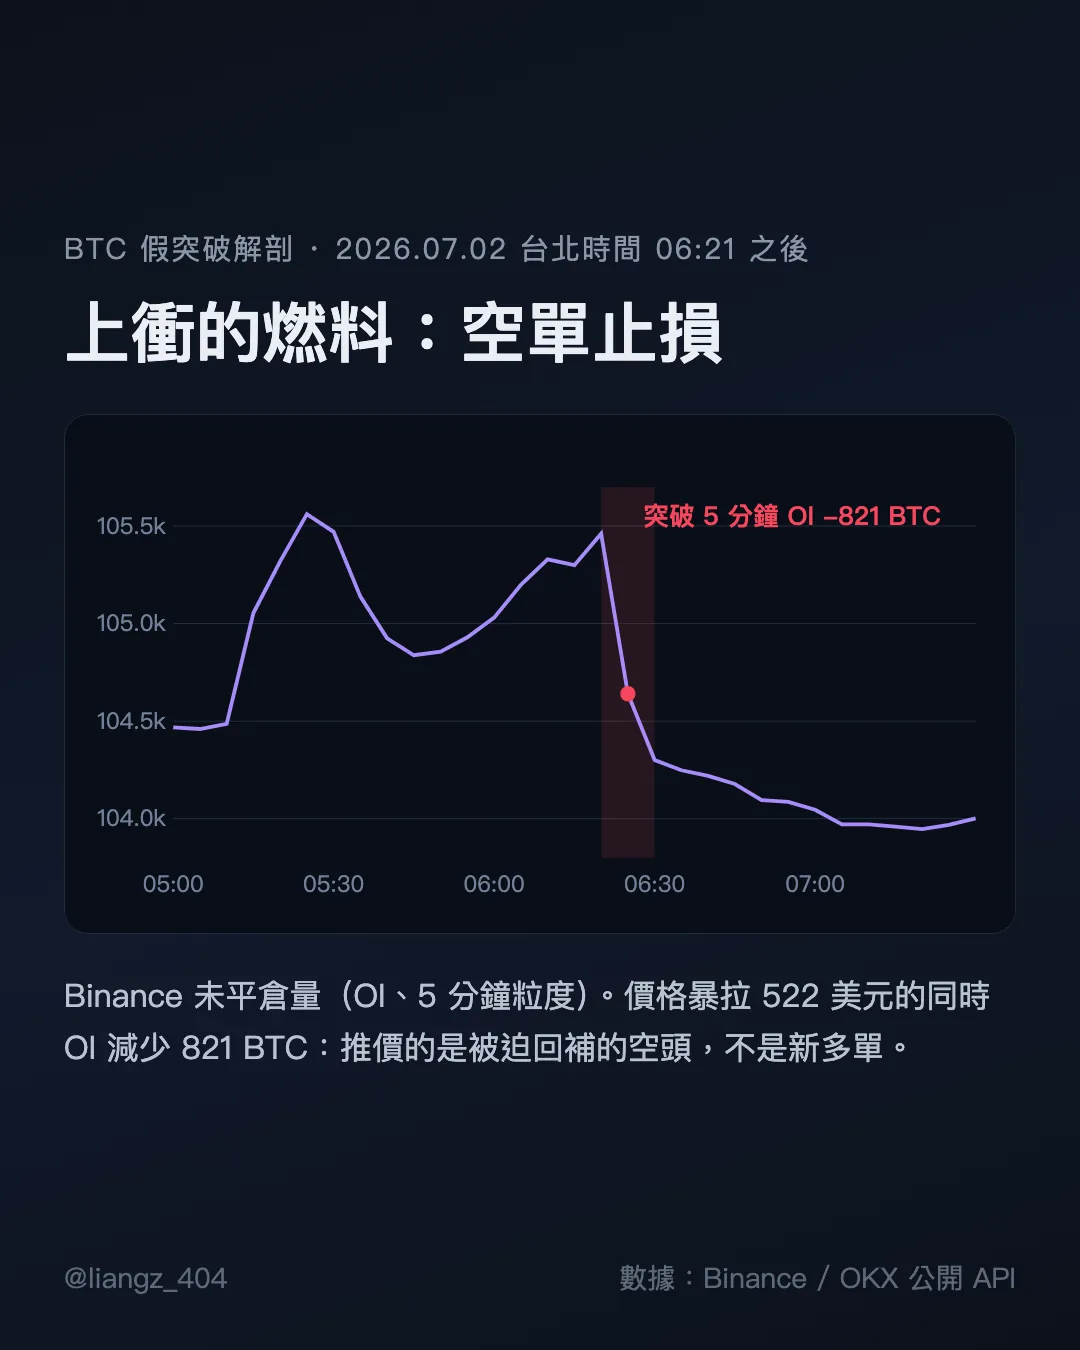 BTC 假突破解剖 · 2026.07.02 台北時間 06:21 之後
上衝的燃料：空單止損
突破 5 分鐘 OI −821 BTC
105.5k
105.0k
104.5k
104.0k
05:00 05:30 06:00 06:30 07:00
Binance 未平倉量（OI、5 分鐘粒度）。價格暴拉 522 美元的同時
OI 減少 821 BTC：推價的是被迫回補的空頭，不是新多單。
@liangz_404
數據：Binance / OKX 公開 API